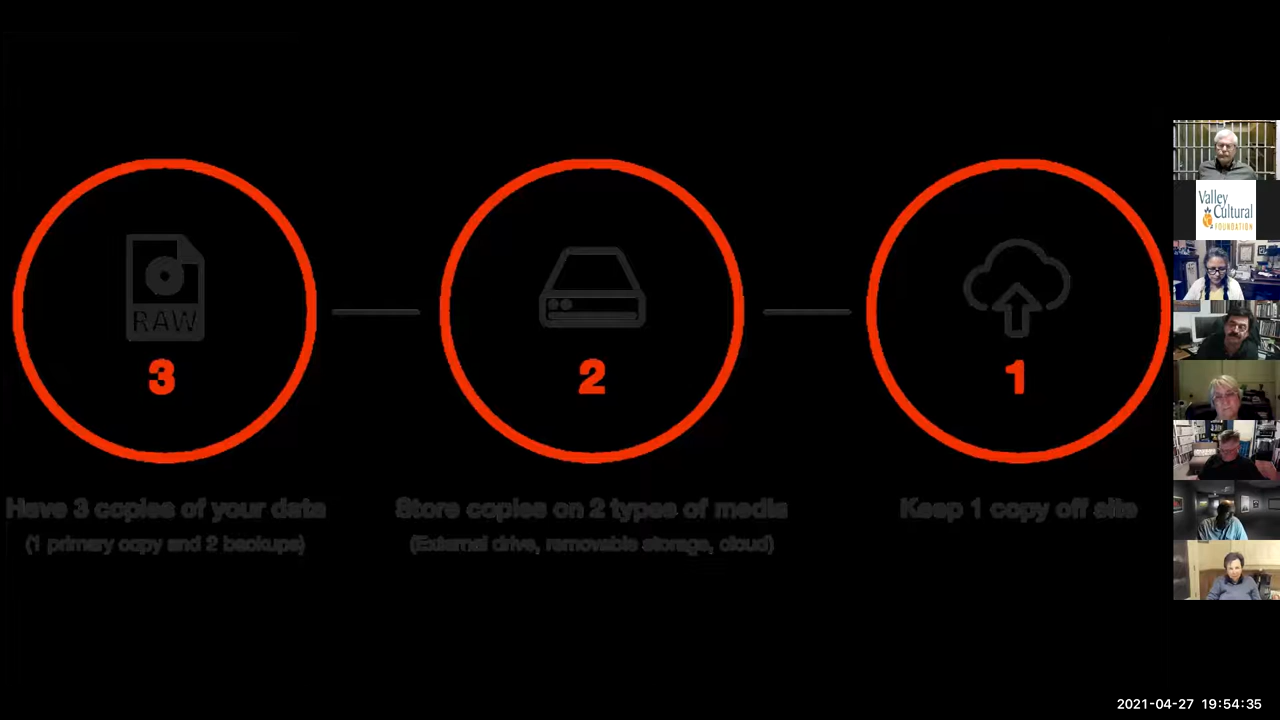 RAW
3
2
1
Have 3 copies of your data
(1 primary copy and 2 backups)
Store copies on 2 types of media
(External drive, removable storage, cloud)
Keep 1 copy off site
Valley
Cultural
FOUNDATION
2021-04-27 19:54:35